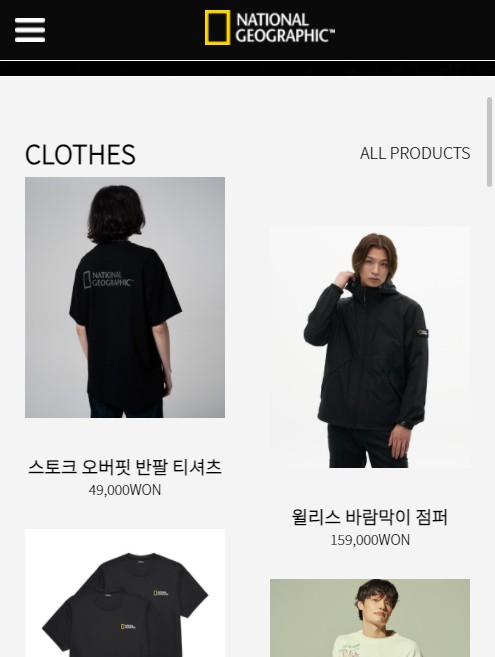 NATIONAL
GEOGRAPHIC™
CLOTHES
ALL PRODUCTS
NATIONAL
GEOGRAPHIC
스토크 오버핏 반팔 티셔츠
49,000WON
윌리스 바람막이 점퍼
159,000WON